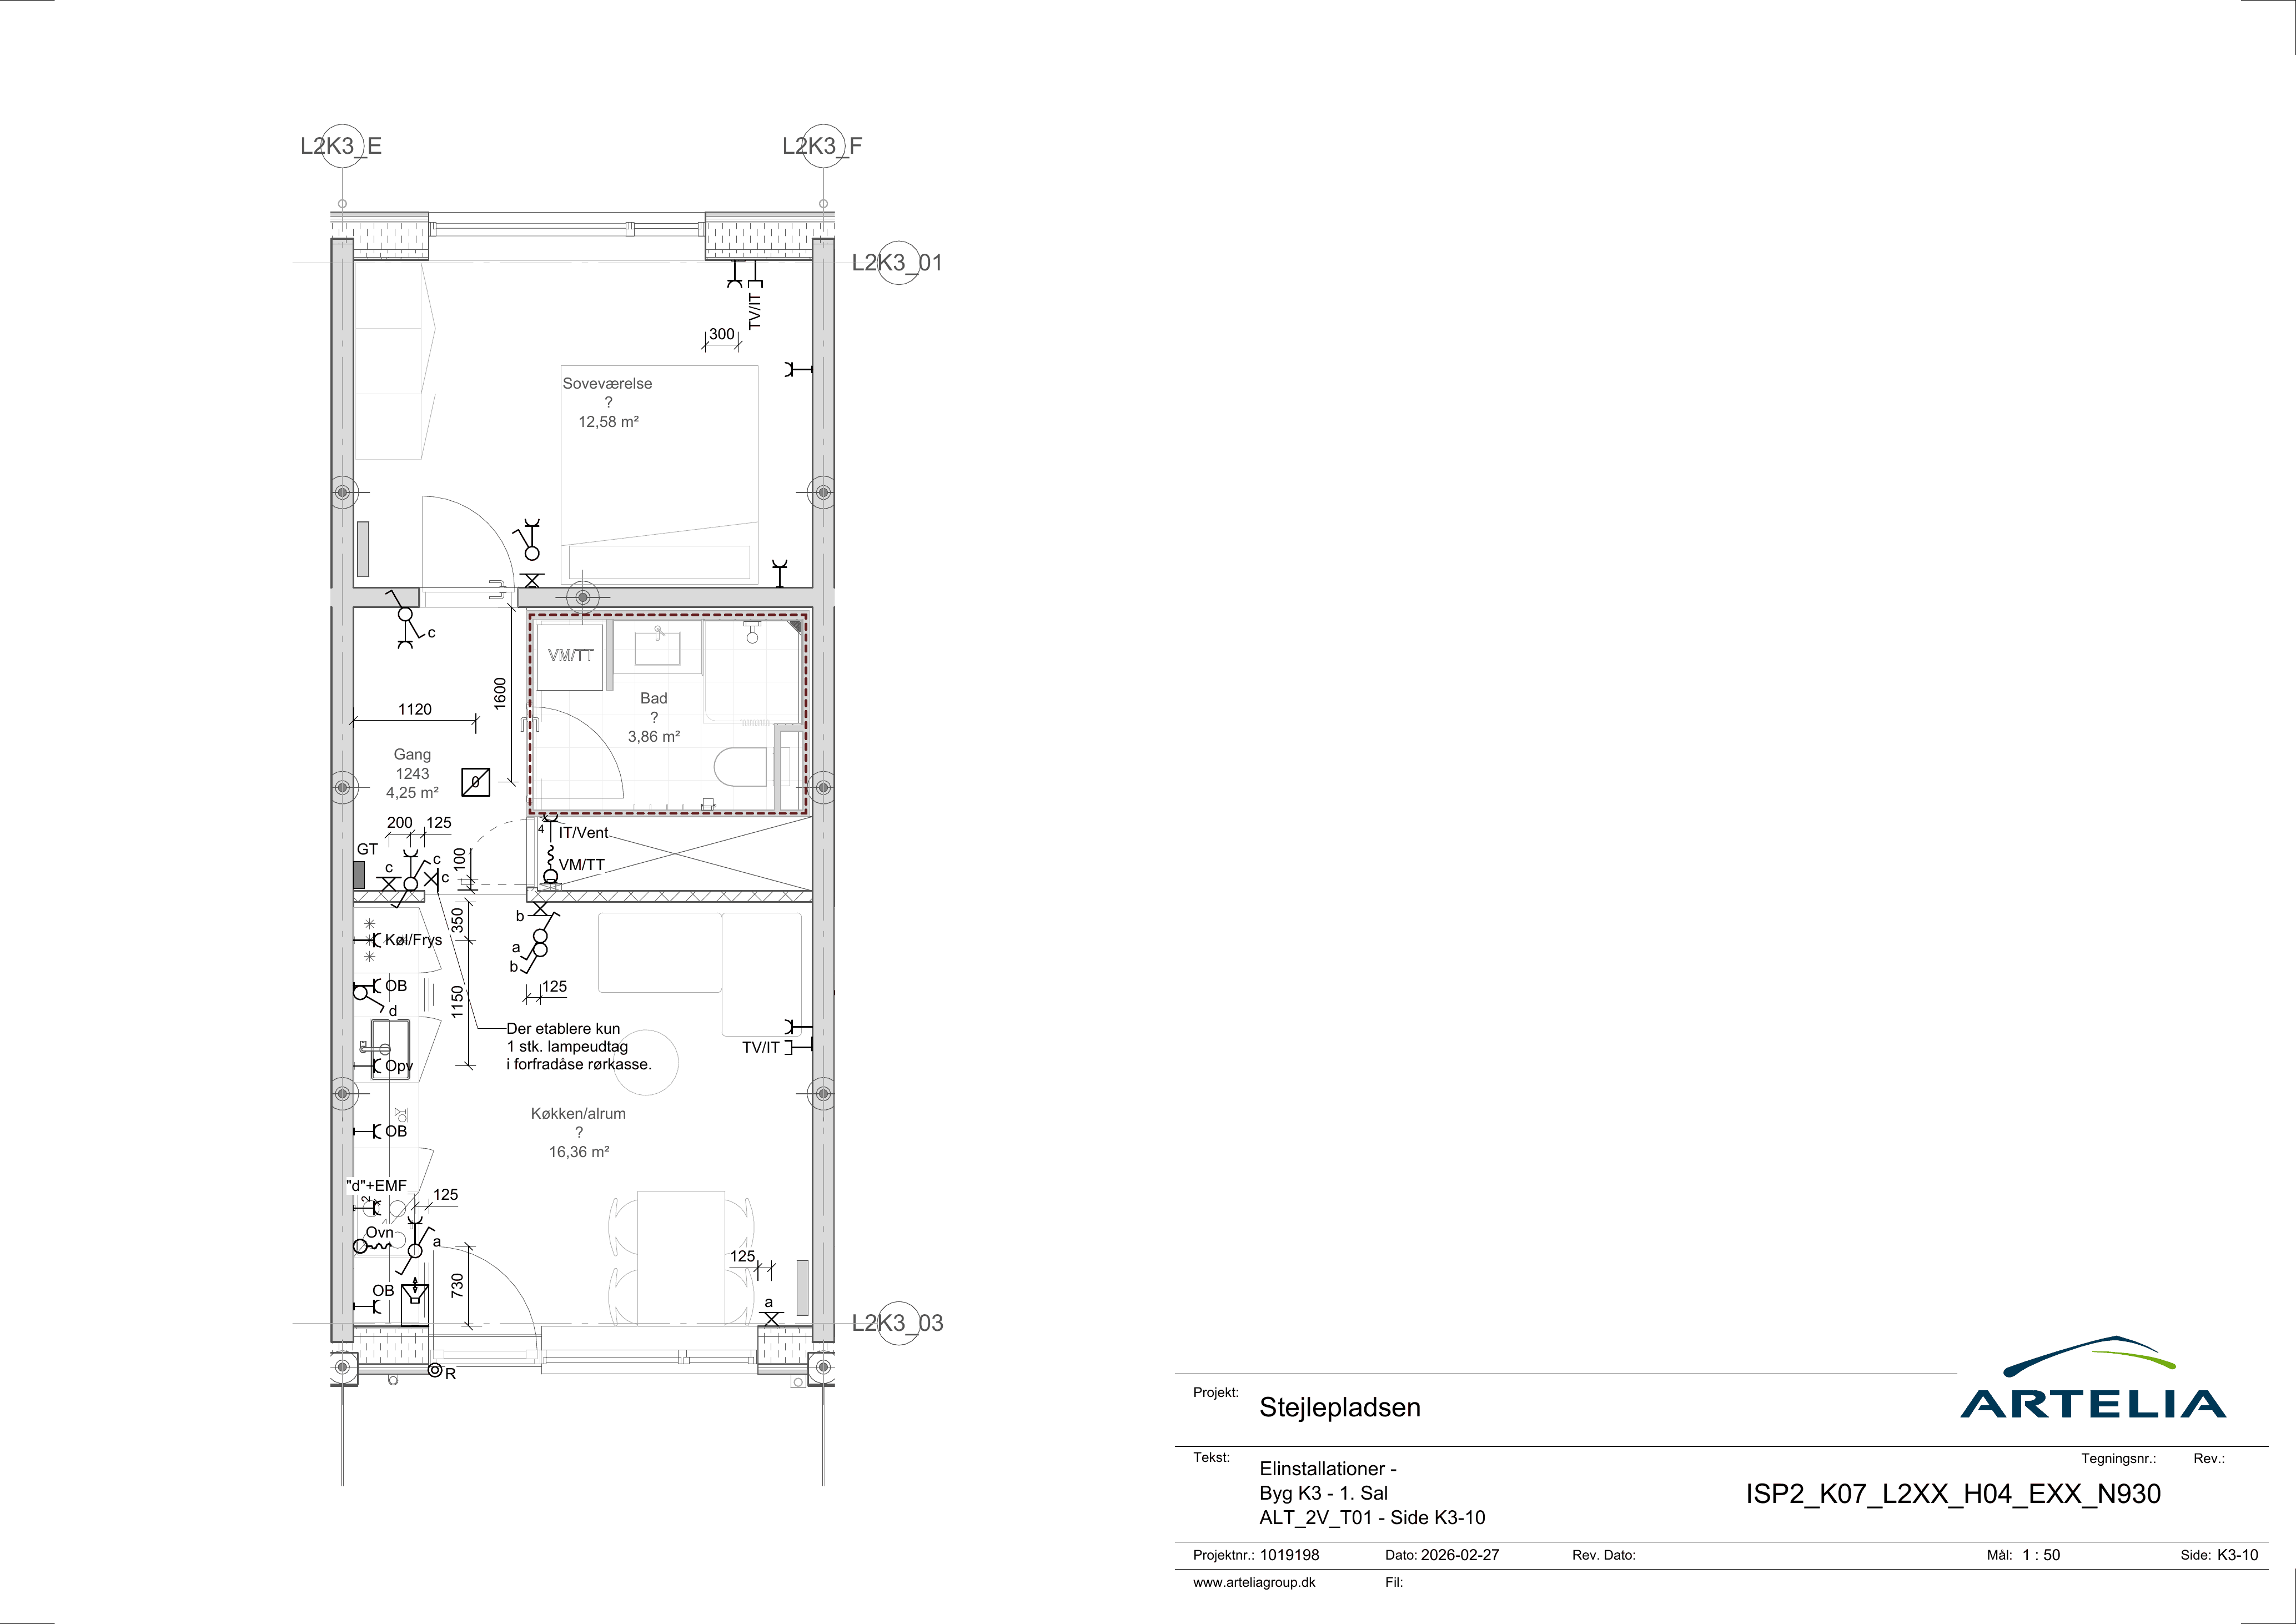 L2K3_E
L2K3_F
L2K3_01
TV/IT
300
Soveværelse
?
12,58 m²
c
VM/TT
1600
Bad
?
3,86 m²
1120
Gang
1243
4,25 m²
0
200
125
4
IT/Vent
GT
c
c
c
100
VM/TT
b
350
a
b
Køl/Frys
OB
d
1150
125
Der etablere kun
1 stk. lampeudtag
i forfradåse rørkasse.
TV/IT
Opv
Køkken/alrum
?
16,36 m²
OB
"d"+EMF
2
125
Ovn
a
125
730
OB
a
L2K3_03
R
Projekt:
Stejlepladsen
ARTELIA
Tekst:
Elinstallationer -
Byg K3 - 1. Sal
ALT_2V_T01 - Side K3-10
Tegningsnr.:
Rev.:
ISP2_K07_L2XX_H04_EXX_N930
Projektnr.: 1019198
Dato: 2026-02-27
Rev. Dato:
Mål: 1 : 50
Side: K3-10
www.arteliagroup.dk
Fil: